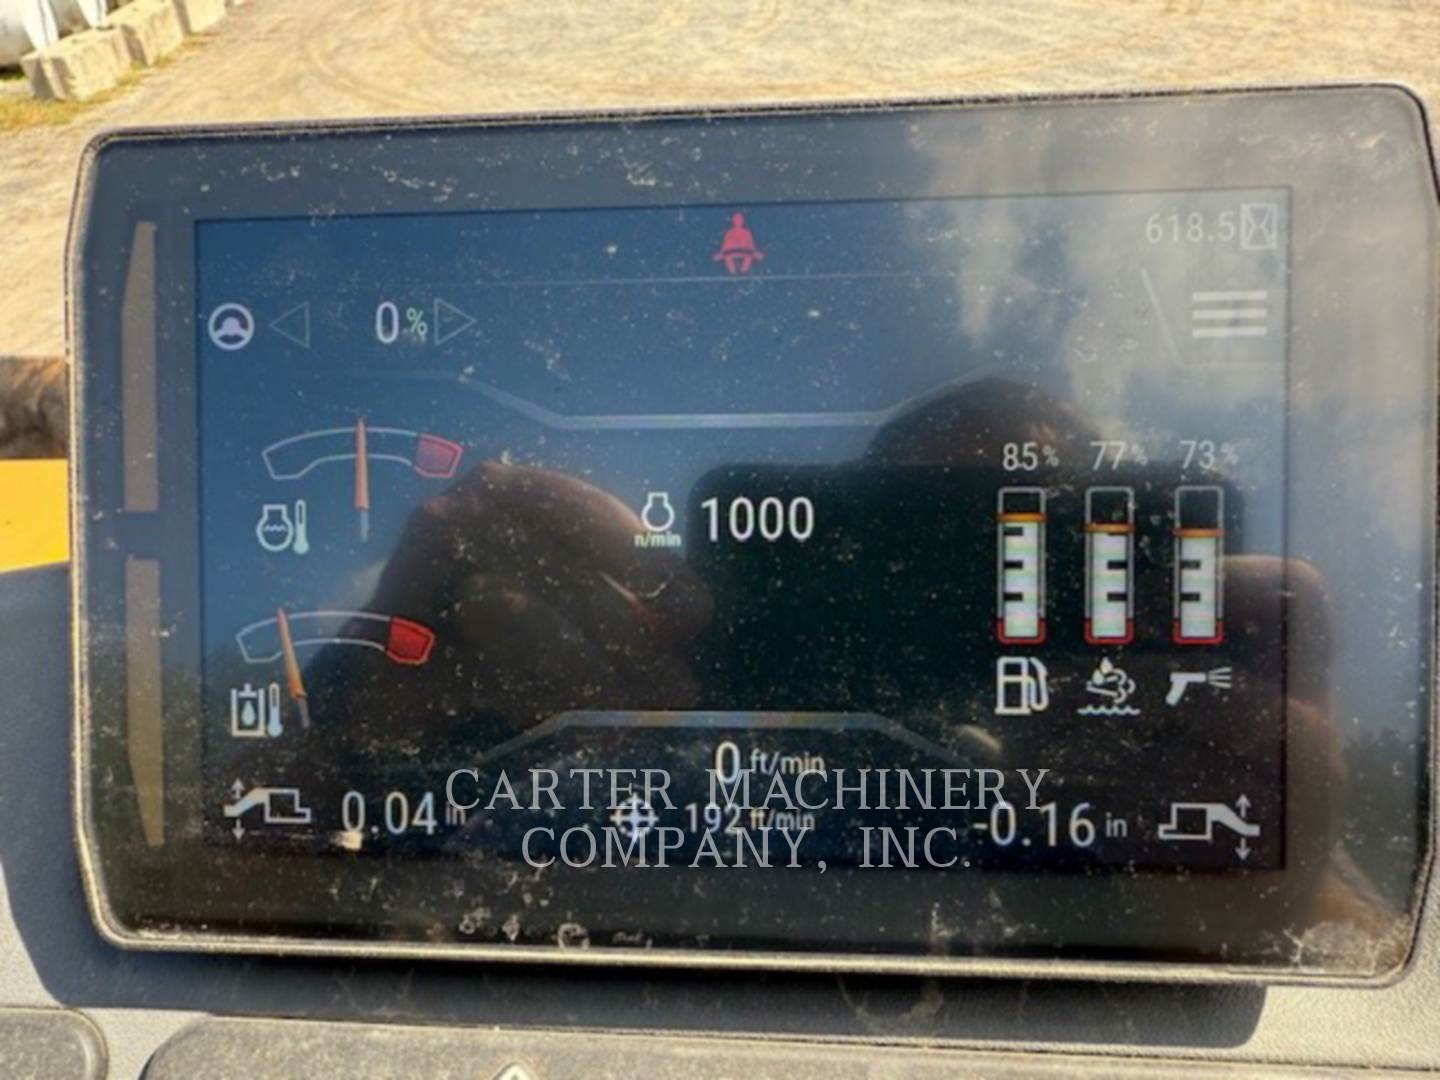 618.5
0%
85% 77% 73%
n/min 1000
0 ft/min
0.04 in
192 ft/min
-0.16 in
CARTER MACHINERY
COMPANY, INC.